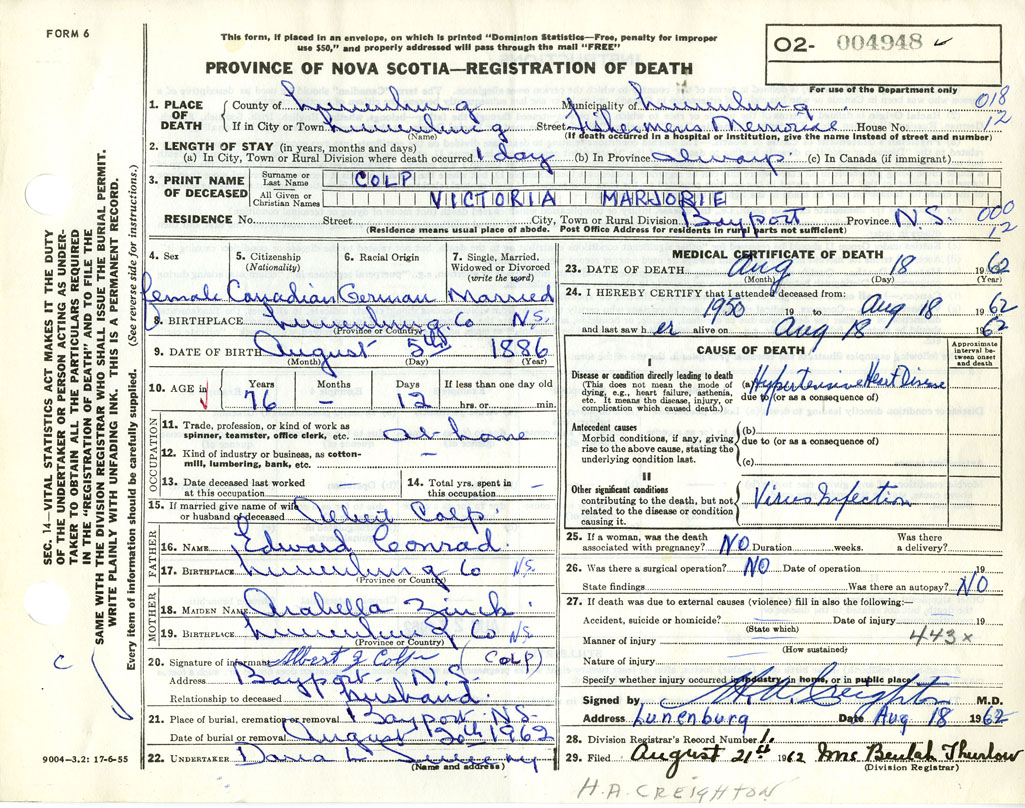 FORM 6
This form, if placed in an envelope, on which is printed "Dominion Statistics—Free, penalty for improper
use $50," and properly addressed will pass through the mail "FREE"
02- 004948
PROVINCE OF NOVA SCOTIA—REGISTRATION OF DEATH
For use of the Department only
1. PLACE OF DEATH County of Lunenburg Municipality of Lunenburg 018
If in City or Town Lunenburg Street Fishermens Memorial House No. 12
(Name) (If death occurred in a hospital or institution, give the name instead of street and number)
2. LENGTH OF STAY (in years, months and days)
(a) In City, Town or Rural Division where death occurred 1 day (b) In Province always (c) In Canada (if immigrant)
3. PRINT NAME OF DECEASED Surname or Last Name COLP
All Given or Christian Names VICTORIA MARJORIE
RESIDENCE No. Street City, Town or Rural Division Bayport Province N.S. 000
(Residence means usual place of abode. Post Office Address for residents in rural parts not sufficient) 12
4. Sex 5. Citizenship (Nationality) 6. Racial Origin 7. Single, Married, Widowed or Divorced (write the word)
female Canadian German Married
8. BIRTHPLACE Lunenburg Co N.S.
(Province or Country)
9. DATE OF BIRTH August 5th 1886
(Month) (Day) (Year)
10. AGE in Years Months Days If less than one day old
76 – 12 hrs. or min.
OCCUPATION
11. Trade, profession, or kind of work as spinner, teamster, office clerk, etc. at home
12. Kind of industry or business, as cotton-mill, lumbering, bank, etc. –
13. Date deceased last worked at this occupation – 14. Total yrs. spent in this occupation –
15. If married give name of wife or husband of deceased Albert Colp.
FATHER
16. NAME Edward Conrad.
17. BIRTHPLACE Lunenburg Co N.S.
(Province or Country)
MOTHER
18. MAIDEN NAME Arabella Zinck.
19. BIRTHPLACE Lunenburg Co N.S.
(Province or Country)
20. Signature of informant Albert J Colp (COLP)
Address Bayport N.S.
Relationship to deceased husband.
21. Place of burial, cremation or removal Bayport N.S.
Date of burial or removal August 20th 1962
22. UNDERTAKER Dana L Sweeny
(Name and address)
MEDICAL CERTIFICATE OF DEATH
23. DATE OF DEATH Aug 18 1962
(Month) (Day) (Year)
24. I HEREBY CERTIFY that I attended deceased from:
1950 19 to Aug 18 1962
and last saw her alive on Aug 18 1962
CAUSE OF DEATH
Approximate interval between onset and death
I
Disease or condition directly leading to death
(This does not mean the mode of dying, e.g., heart failure, asthenia, etc. It means the disease, injury, or complication which caused death.)
(a) Hypertensive Heart Disease
due to (or as a consequence of)
Antecedent causes
Morbid conditions, if any, giving rise to the above cause, stating the underlying condition last.
(b)
due to (or as a consequence of)
(c)
II
Other significant conditions
contributing to the death, but not related to the disease or condition causing it.
Virus Infection
25. If a woman, was the death associated with pregnancy? NO Duration weeks. Was there a delivery?
26. Was there a surgical operation? NO Date of operation 19
State findings Was there an autopsy? NO
27. If death was due to external causes (violence) fill in also the following:—
Accident, suicide or homicide? Date of injury 19
(State which)
Manner of injury 443x
(How sustained)
Nature of injury
Specify whether injury occurred in industry, in home, or in public place
Signed by H.A. Creighton M.D.
Address Lunenburg Date Aug 18 1962
28. Division Registrar's Record Number 1.
29. Filed August 21st 1962 Mrs Beulah Thurlow
(Division Registrar)
H.A. CREIGHTON
9004—3.2: 17-6-55
SEC. 14—VITAL STATISTICS ACT MAKES IT THE DUTY
OF THE UNDERTAKER OR PERSON ACTING AS UNDER-
TAKER TO OBTAIN ALL THE PARTICULARS REQUIRED
IN THE "REGISTRATION OF DEATH" AND TO FILE THE
SAME WITH THE DIVISION REGISTRAR WHO SHALL ISSUE THE BURIAL PERMIT.
WRITE PLAINLY WITH UNFADING INK. THIS IS A PERMANENT RECORD.
Every item of information should be carefully supplied. (See reverse side for instructions.)
C